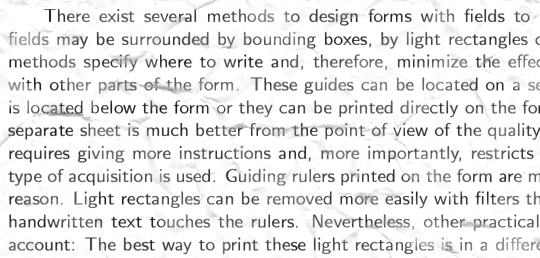 There exist several methods to design forms with fields to
fields may be surrounded by bounding boxes, by light rectangles
methods specify where to write and, therefore, minimize the effec
with other parts of the form. These guides can be located on a se
is located below the form or they can be printed directly on the for
separate sheet is much better from the point of view of the quality
requires giving more instructions and, more importantly, restricts
type of acquisition is used. Guiding rulers printed on the form are m
reason. Light rectangles can be removed more easily with filters th
handwritten text touches the rulers. Nevertheless, other practical
account: The best way to print these light rectangles is in a differe